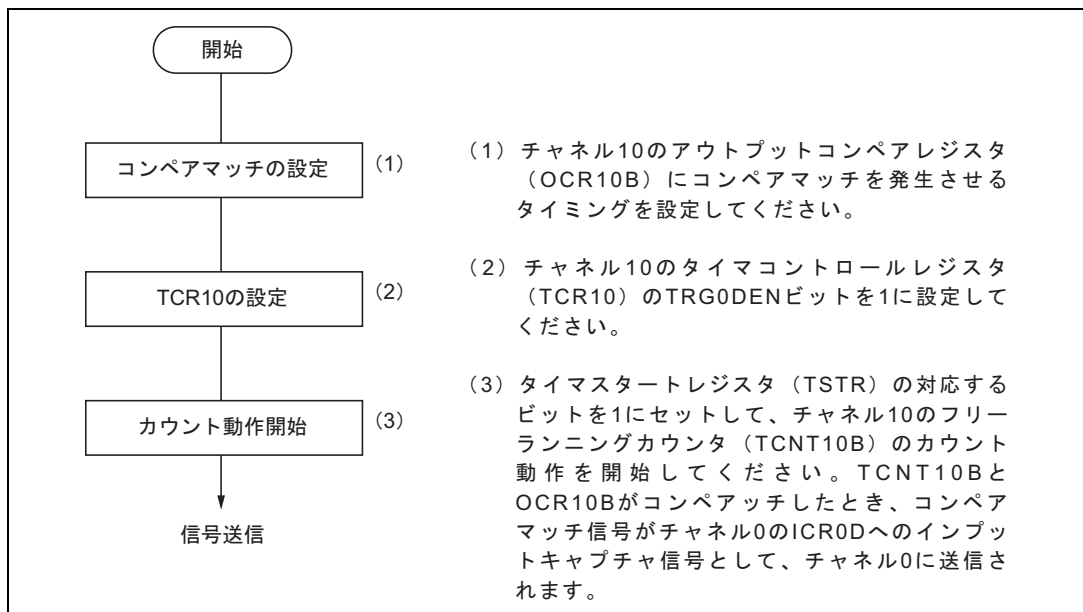 開始
コンペアマッチの設定
(1)
TCR10の設定
(2)
カウント動作開始
(3)
信号送信
(1) チャネル10のアウトプットコンペアレジスタ
(OCR10B)にコンペアマッチを発生させる
タイミングを設定してください。
(2) チャネル10のタイマコントロールレジスタ
(TCR10)のTRG0DENビットを1に設定して
ください。
(3) タイマスタートレジスタ(TSTR)の対応する
ビットを1にセットして、チャネル10のフリー
ランニングカウンタ(TCNT10B)のカウント
動作を開始してください。TCNT10Bと
OCR10Bがコンペアッチしたとき、コンペア
マッチ信号がチャネル0のICR0Dへのインプッ
トキャプチャ信号として、チャネル0に送信さ
れます。